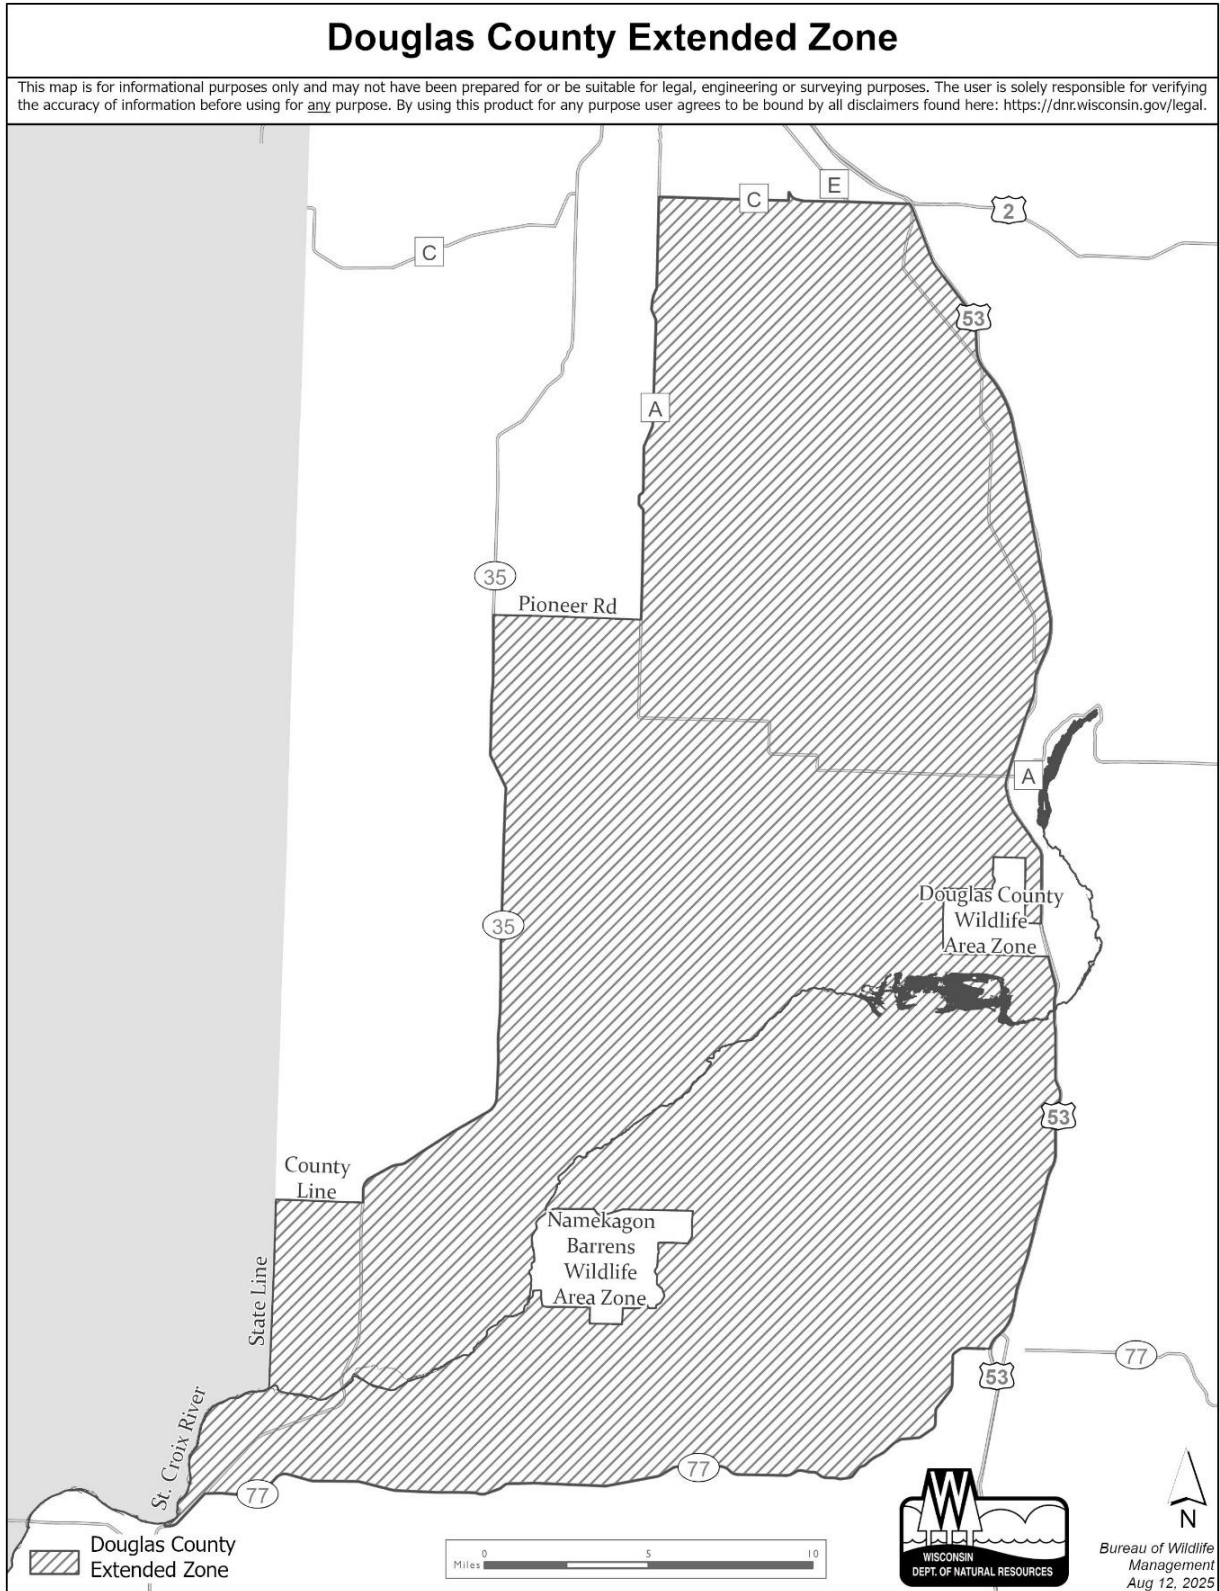 Douglas County Extended Zone
This map is for informational purposes only and may not have been prepared for or be suitable for legal, engineering or surveying purposes. The user is solely responsible for verifying
the accuracy of information before using for any purpose. By using this product for any purpose user agrees to be bound by all disclaimers found here: https://dnr.wisconsin.gov/legal.
E
C
2
C
53
A
35
Pioneer Rd
A
Douglas County
Wildlife
Area Zone
35
53
County
Line
Namekagon
Barrens
Wildlife
Area Zone
State Line
77
53
St. Croix River
77
77
N
WISCONSIN
DEPT. OF NATURAL RESOURCES
Douglas County
Extended Zone
0 5 10
Miles
Bureau of Wildlife
Management
Aug 12, 2025